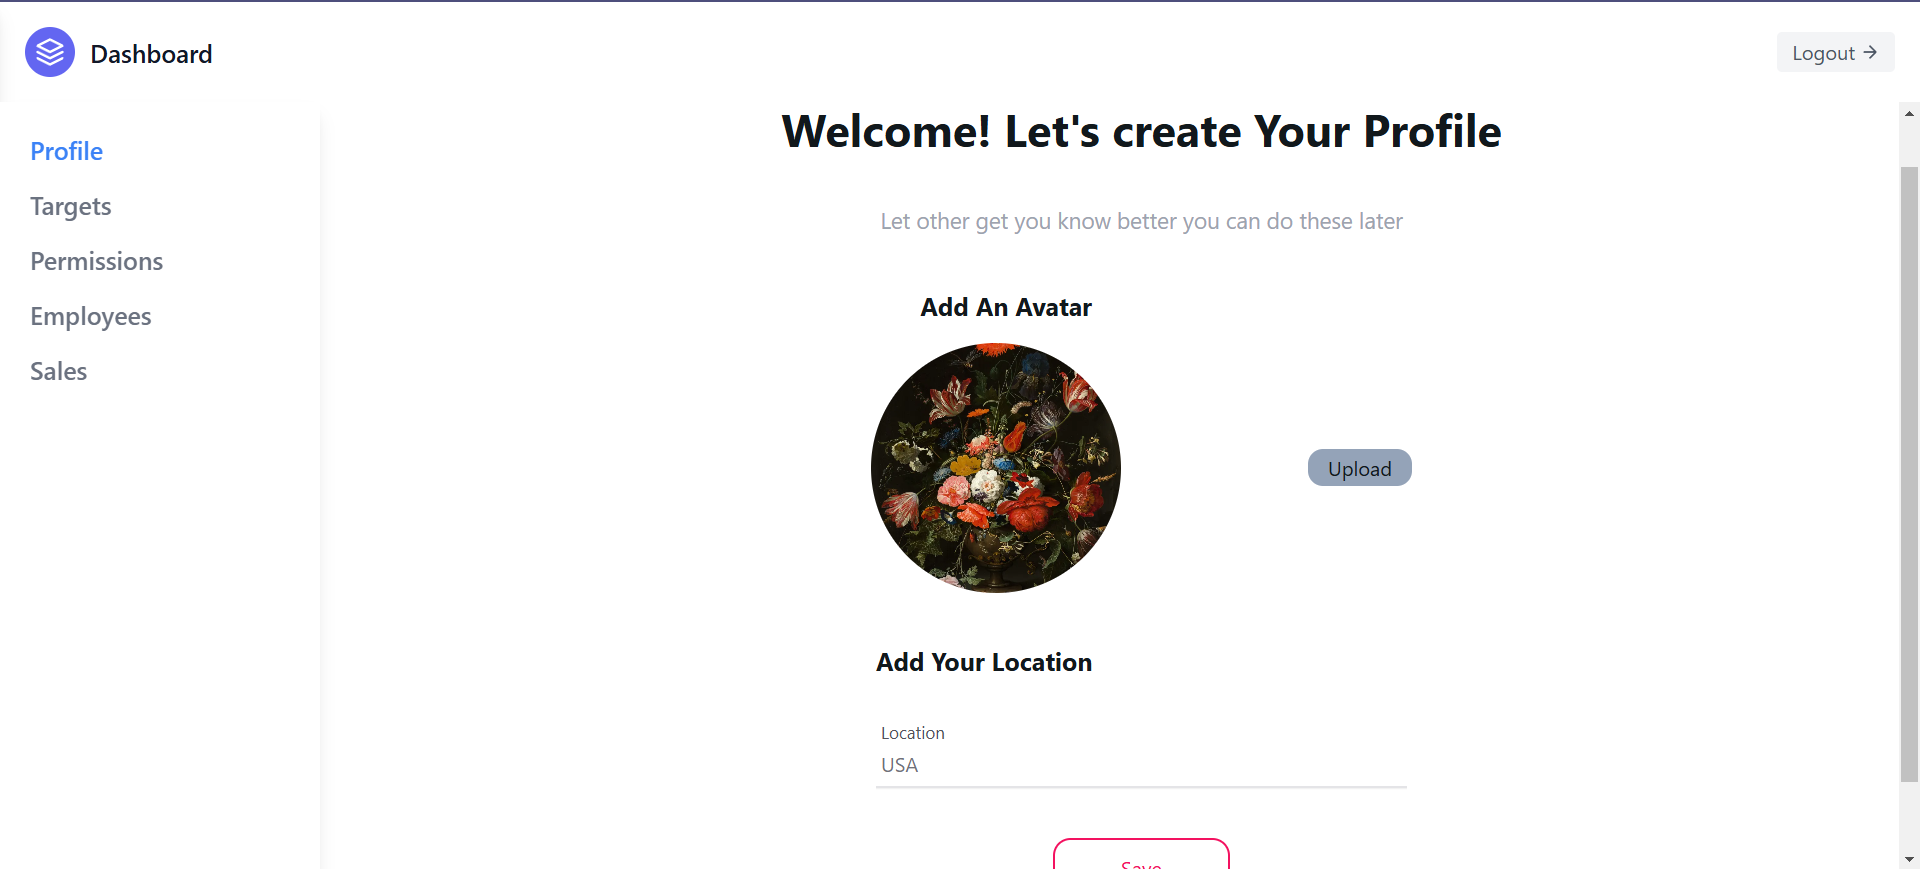 Dashboard
Logout
Profile
Targets
Permissions
Employees
Sales
Welcome! Let's create Your Profile
Let other get you know better you can do these later
Add An Avatar
Upload
Add Your Location
Location
USA
Save